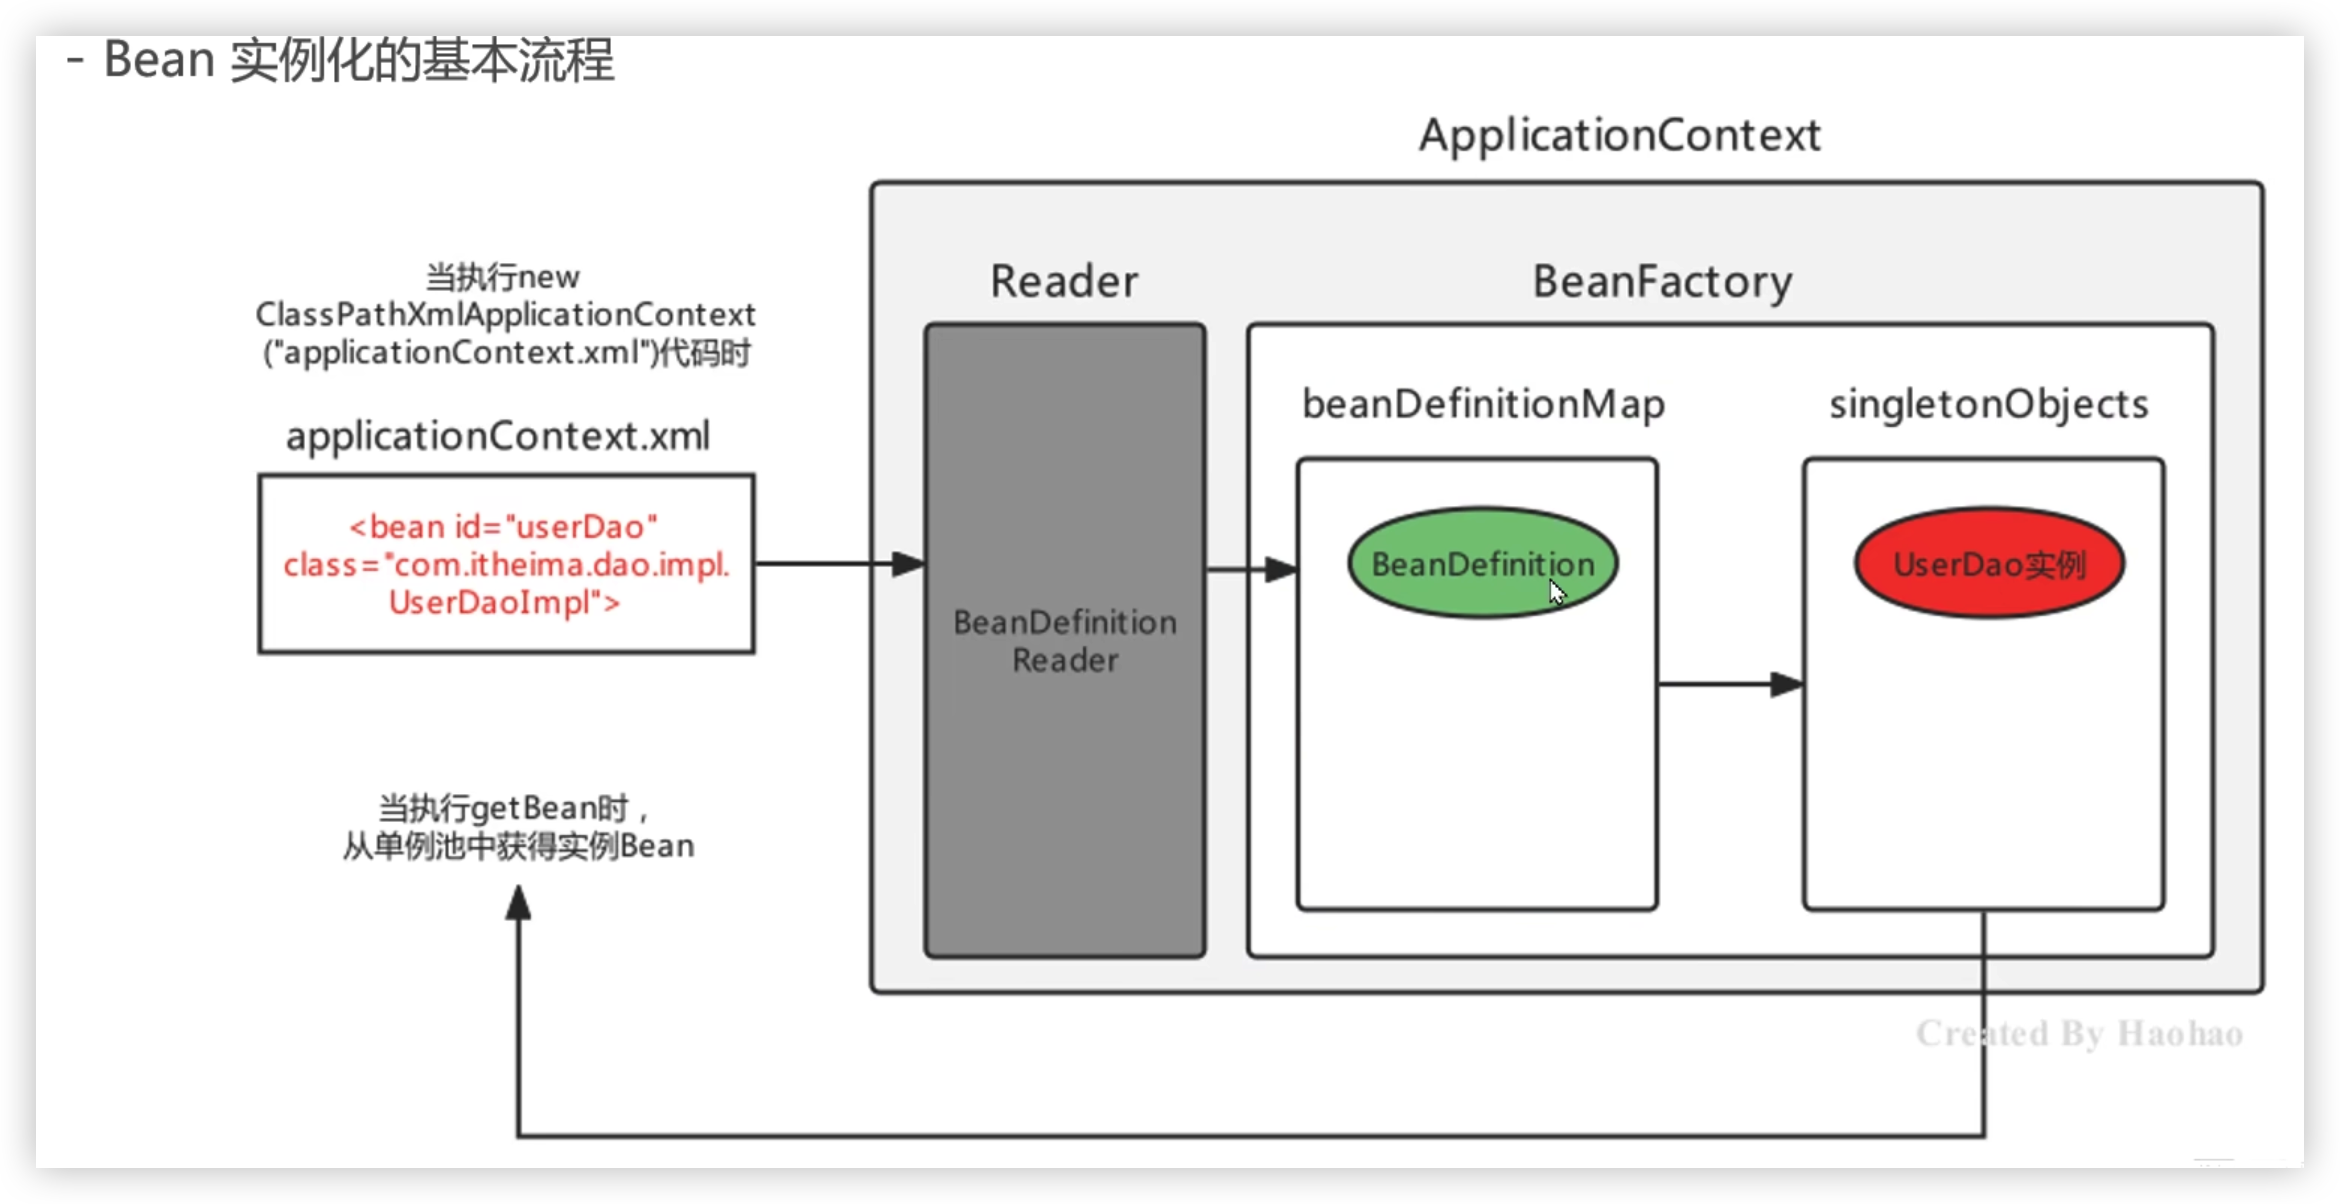 - Bean 实例化的基本流程
ApplicationContext
当执行new
ClassPathXmlApplicationContext
("applicationContext.xml")代码时
Reader
BeanFactory
applicationContext.xml
beanDefinitionMap
singletonObjects
<bean id="userDao"
class="com.itheima.dao.impl.
UserDaoImpl">
BeanDefinition
Reader
BeanDefinition
UserDao实例
当执行getBean时，
从单例池中获得实例Bean
Created By Haohao